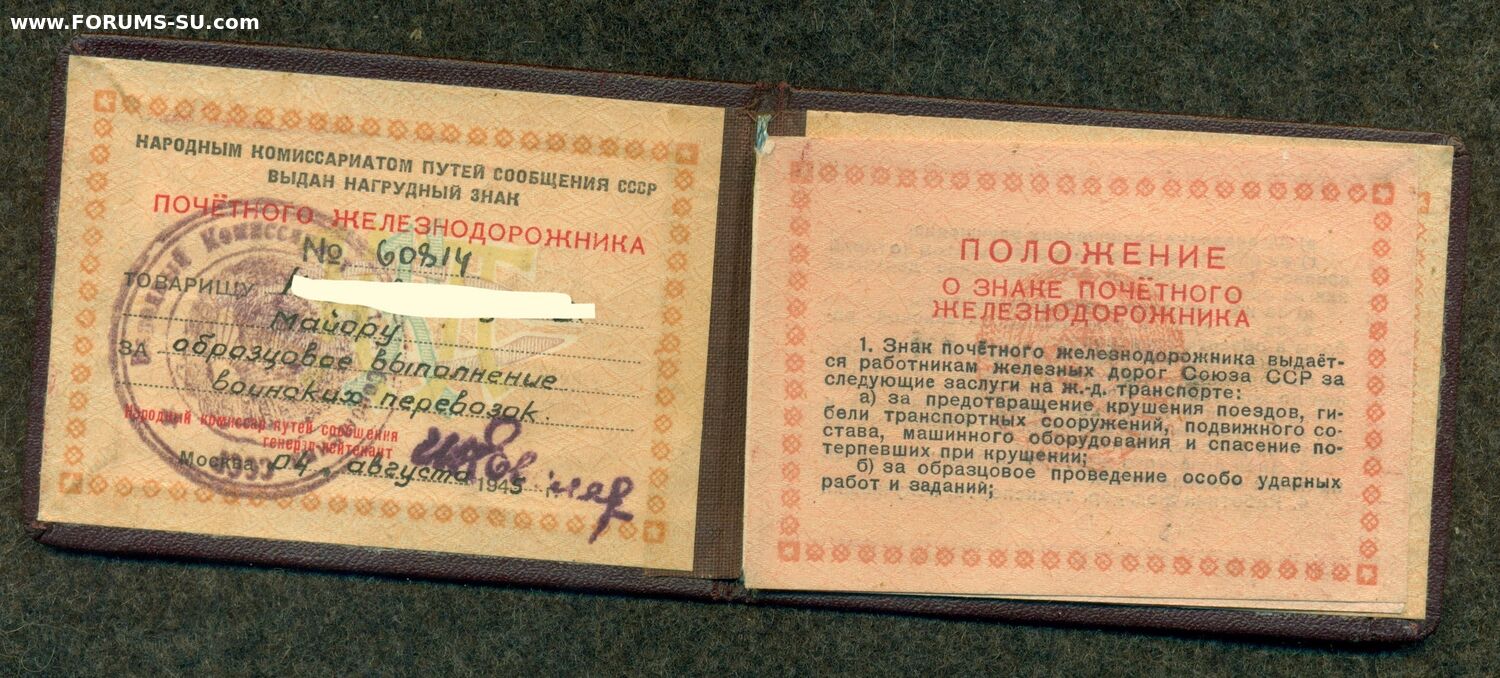 www.FORUMS-SU.com
НАРОДНЫМ КОМИССАРИАТОМ ПУТЕЙ СООБЩЕНИЯ СССР
ВЫДАН НАГРУДНЫЙ ЗНАК
ПОЧЁТНОГО ЖЕЛЕЗНОДОРОЖНИКА
№ 60814
ТОВАРИЩУ
майору
ЗА образцовое выполнение
воинских перевозок.
Народный комиссар путей сообщения
генерал-лейтенант
Москва августа 1945 г.
ПОЛОЖЕНИЕ
О ЗНАКЕ ПОЧЁТНОГО
ЖЕЛЕЗНОДОРОЖНИКА
1. Знак почётного железнодорожника выдаёт-
ся работникам железных дорог Союза ССР за
следующие заслуги на ж.-д. транспорте:
а) за предотвращение крушения поездов, ги-
бели транспортных сооружений, подвижного со-
става, машинного оборудования и спасение по-
терпевших при крушении;
б) за образцовое проведение особо ударных
работ и заданий;